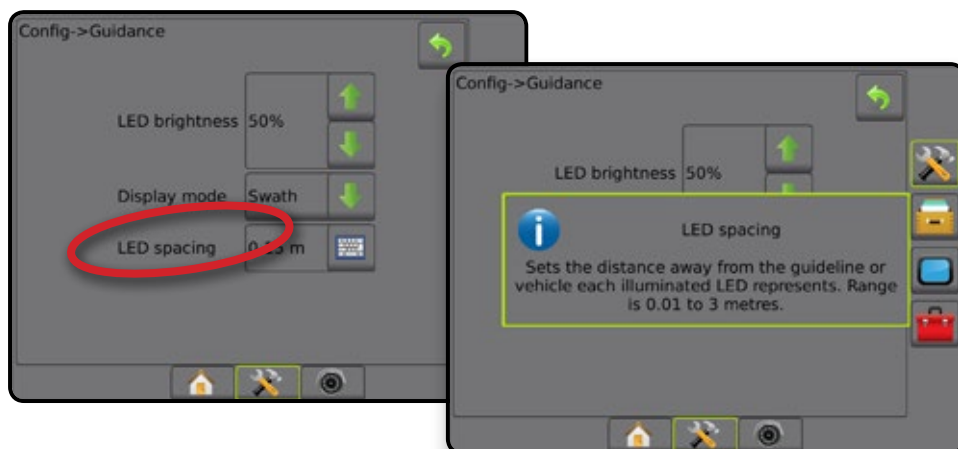 Config->Guidance
LED brightness 50%
Display mode Swath
LED spacing m
Config->Guidance
LED brightness 50%
LED spacing
Sets the distance away from the guideline or
vehicle each illuminated LED represents. Range
is 0.01 to 3 metres.